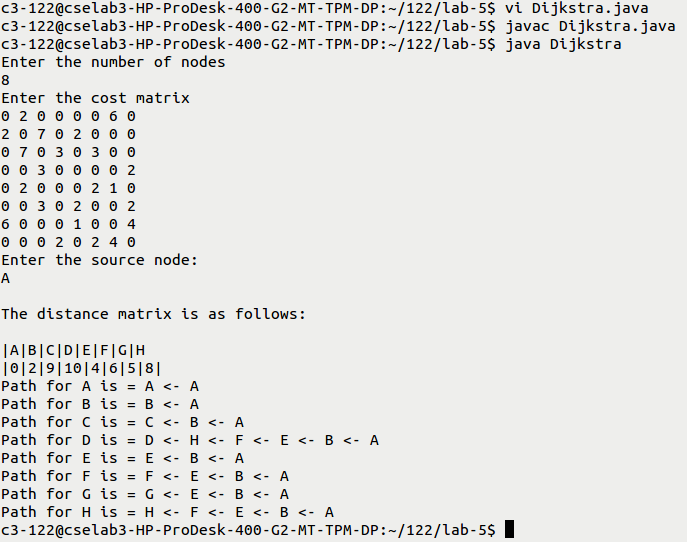 c3-122@cselab3-HP-ProDesk-400-G2-MT-TPM-DP:~/122/lab-5$ vi Dijkstra.java
c3-122@cselab3-HP-ProDesk-400-G2-MT-TPM-DP:~/122/lab-5$ javac Dijkstra.java
c3-122@cselab3-HP-ProDesk-400-G2-MT-TPM-DP:~/122/lab-5$ java Dijkstra
Enter the number of nodes
8
Enter the cost matrix
0 2 0 0 0 0 6 0
2 0 7 0 2 0 0 0
0 7 0 3 0 3 0 0
0 0 3 0 0 0 0 2
0 2 0 0 0 2 1 0
0 0 3 0 2 0 0 2
6 0 0 0 1 0 0 4
0 0 0 2 0 2 4 0
Enter the source node:
A
The distance matrix is as follows:
|A|B|C|D|E|F|G|H
|0|2|9|10|4|6|5|8|
Path for A is = A <- A
Path for B is = B <- A
Path for C is = C <- B <- A
Path for D is = D <- H <- F <- E <- B <- A
Path for E is = E <- B <- A
Path for F is = F <- E <- B <- A
Path for G is = G <- E <- B <- A
Path for H is = H <- F <- E <- B <- A
c3-122@cselab3-HP-ProDesk-400-G2-MT-TPM-DP:~/122/lab-5$